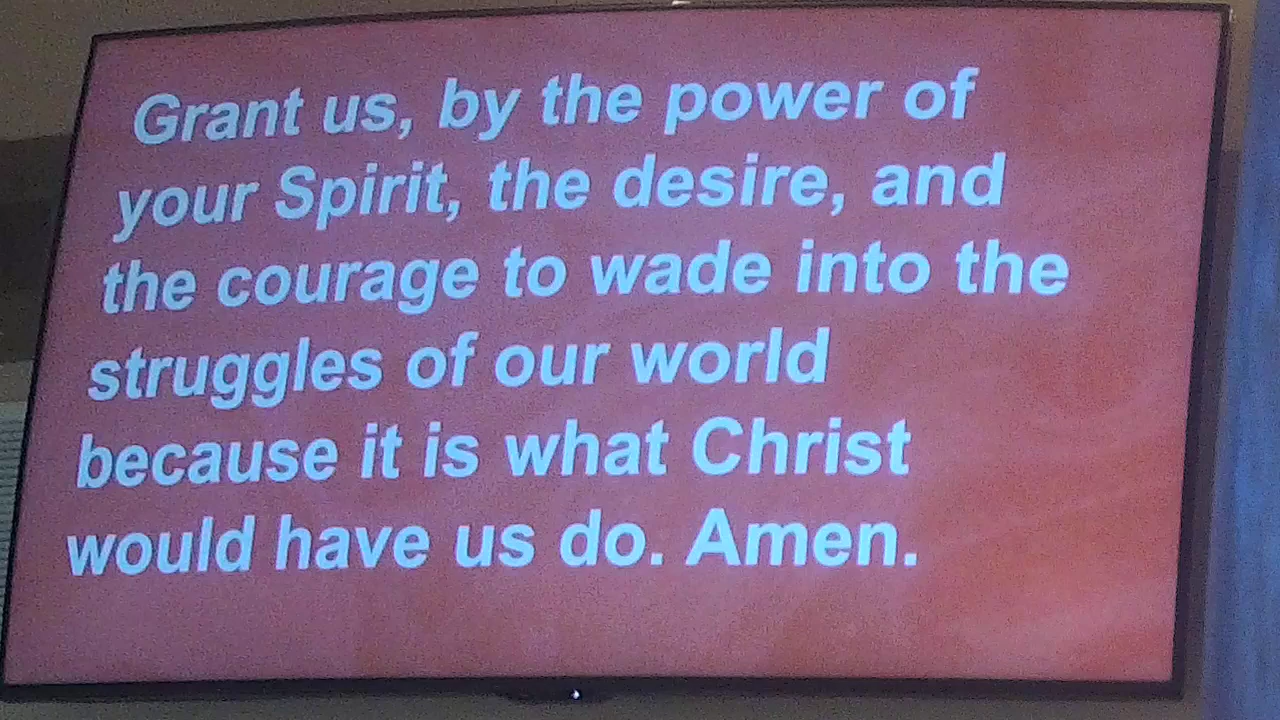 Grant us, by the power of
your Spirit, the desire, and
the courage to wade into the
struggles of our world
because it is what Christ
would have us do. Amen.